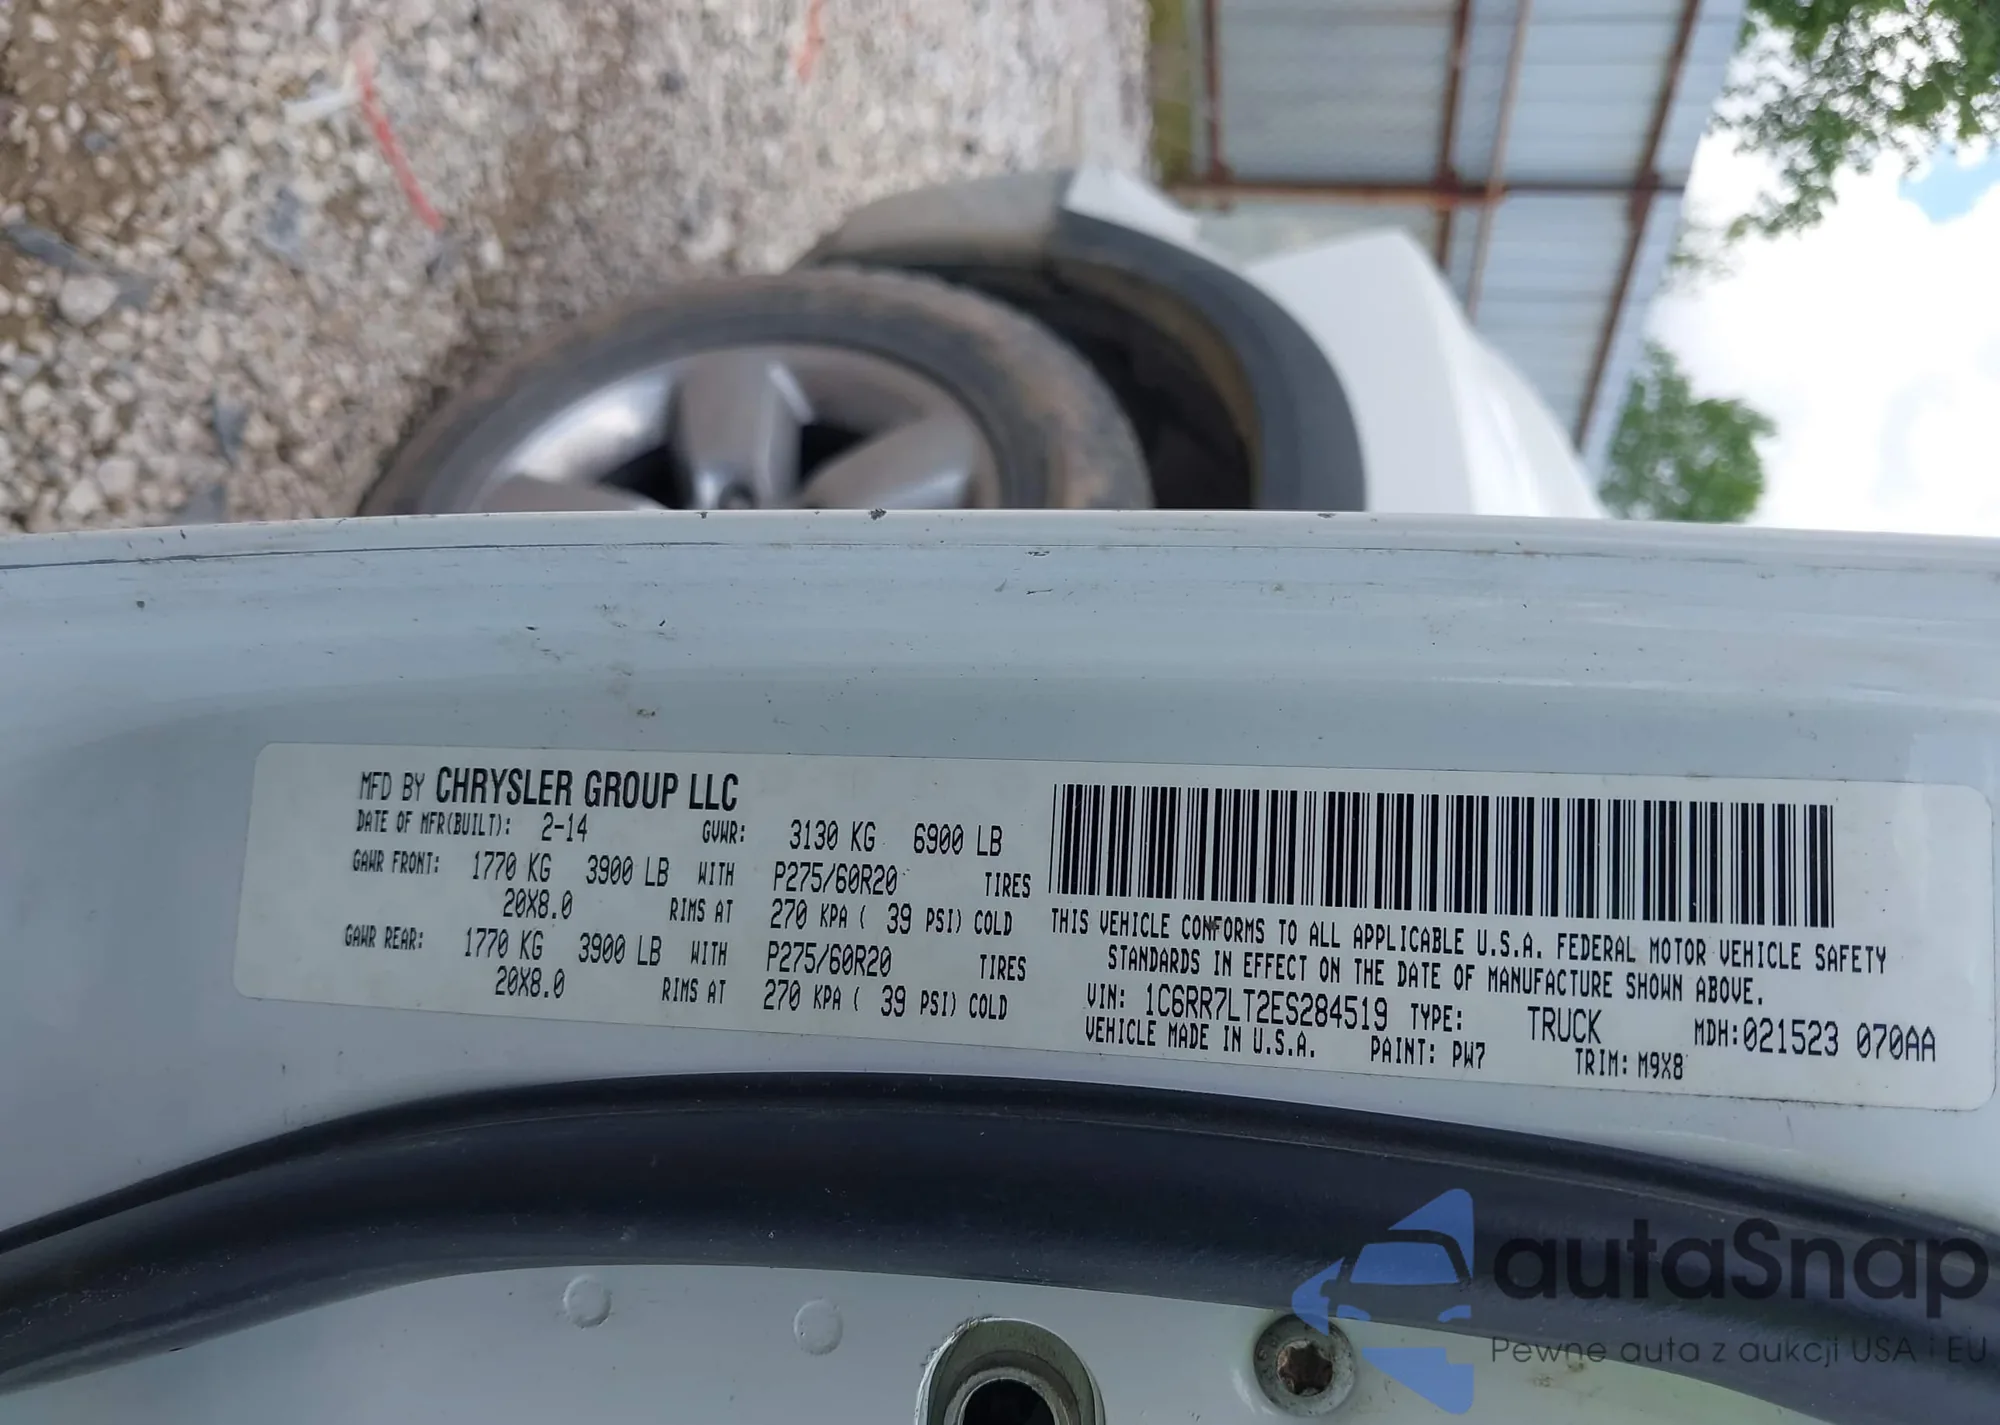 MFD BY CHRYSLER GROUP LLC
DATE OF MFR(BUILT): 2-14 GVWR: 3130 KG 6900 LB
GAWR FRONT: 1770 KG 3900 LB WITH P275/60R20 TIRES
20X8.0 RIMS AT 270 KPA ( 39 PSI) COLD
GAWR REAR: 1770 KG 3900 LB WITH P275/60R20 TIRES
20X8.0 RIMS AT 270 KPA ( 39 PSI) COLD
THIS VEHICLE CONFORMS TO ALL APPLICABLE U.S.A. FEDERAL MOTOR VEHICLE SAFETY
STANDARDS IN EFFECT ON THE DATE OF MANUFACTURE SHOWN ABOVE.
VIN: 1C6RR7LT2ES284519 TYPE: TRUCK MDH:021523 070AA
VEHICLE MADE IN U.S.A. PAINT: PW7 TRIM: M9X8
autaSnap
Pewne auta z aukcji USA i EU